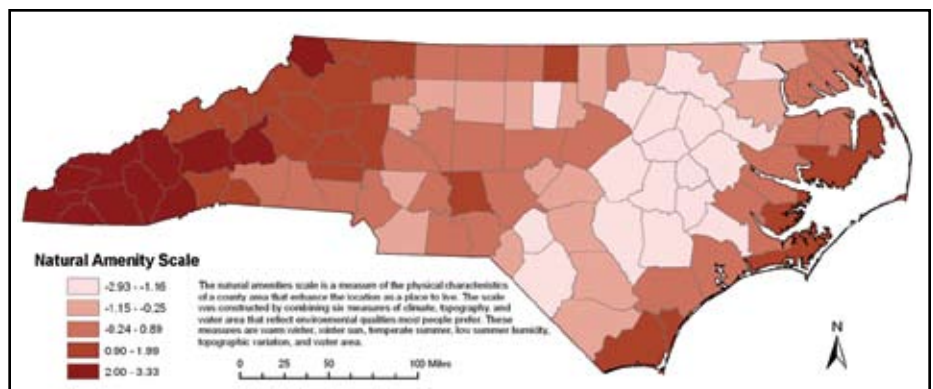 Natural Amenity Scale
-2.93 - -1.16
-1.15 - -0.25
-0.24 - 0.89
0.90 - 1.99
2.00 - 3.33
The natural amenities scale is a measure of the physical characteristics
of a county area that enhance the location as a place to live. The scale
was constructed by combining six measures of climate, topography, and
water area that reflect environmental qualities most people prefer. These
measures are warm winter, winter sun, temperate summer, low summer humidity,
topographic variation, and water area.
0 25 50 100 Miles
N